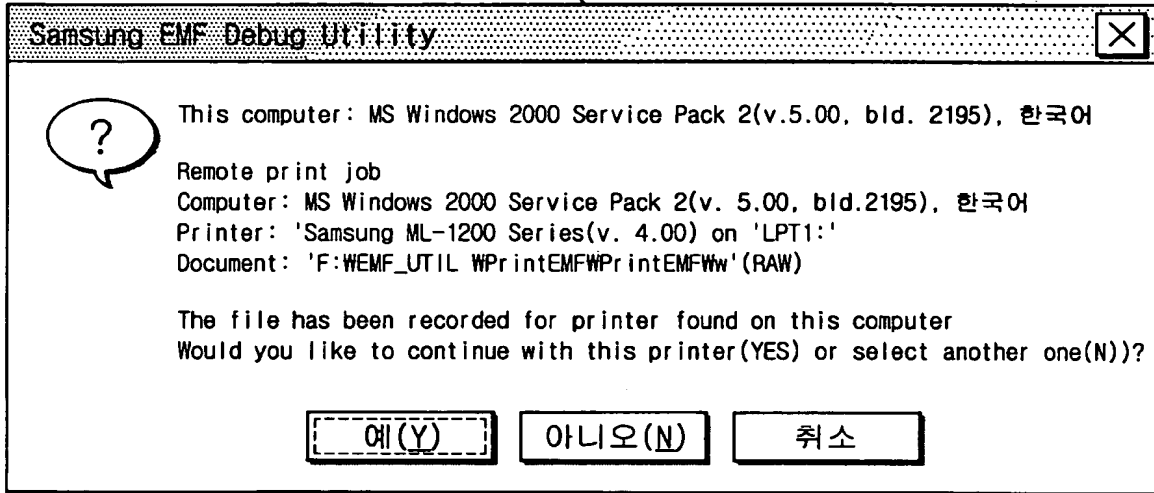 Samsung EMF Debug Utility
?
This computer: MS Windows 2000 Service Pack 2(v.5.00, bld. 2195), 한국어
Remote print job
Computer: MS Windows 2000 Service Pack 2(v. 5.00, bld.2195), 한국어
Printer: 'Samsung ML-1200 Series(v. 4.00) on 'LPT1:'
Document: 'F:₩EMF_UTIL ₩PrintEMF₩PrintEMF₩w'(RAW)
The file has been recorded for printer found on this computer
Would you like to continue with this printer(YES) or select another one(N))?
예(Y) 아니오(N) 취소